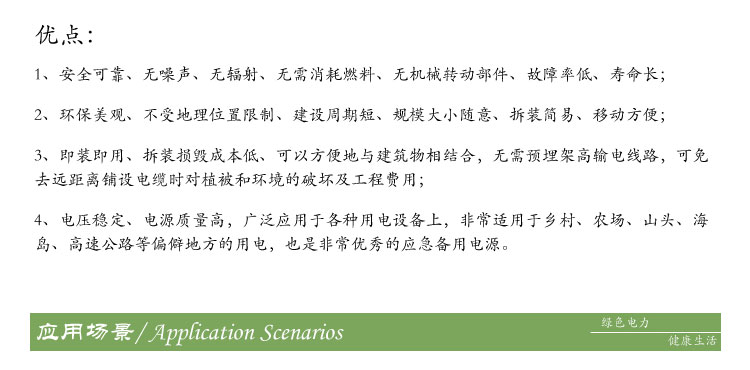 优点：
1、安全可靠、无噪声、无辐射、无需消耗燃料、无机械转动部件、故障率低、寿命长；
2、环保美观、不受地理位置限制、建设周期短、规模大小随意、拆装简易、移动方便；
3、即装即用、拆装损毁成本低、可以方便地与建筑物相结合，无需预埋架高输电线路，可免
去远距离铺设电缆时对植被和环境的破坏及工程费用；
4、电压稳定、电源质量高，广泛应用于各种用电设备上，非常适用于乡村、农场、山头、海
岛、高速公路等偏僻地方的用电，也是非常优秀的应急备用电源。
应用场景/Application Scenarios
绿色电力
健康生活